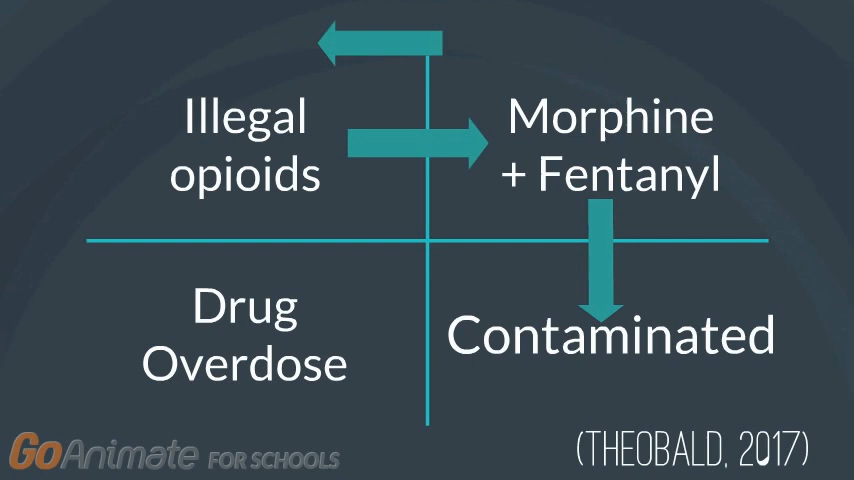 Illegal
opioids
Morphine
+ Fentanyl
Drug
Overdose
Contaminated
(THEOBALD, 2017)
GoAnimate FOR SCHOOLS